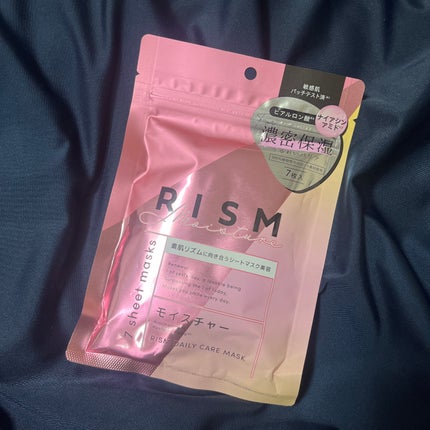 敏感肌
パッチテスト済
ヒアルロン酸
ナイアシン
アミド
濃密保湿
7枚入
RISM
Moist Care
素肌リズムに向き合うシートマスク美容
7 sheet masks
モイスチャー
RISM DAILY CARE MASK